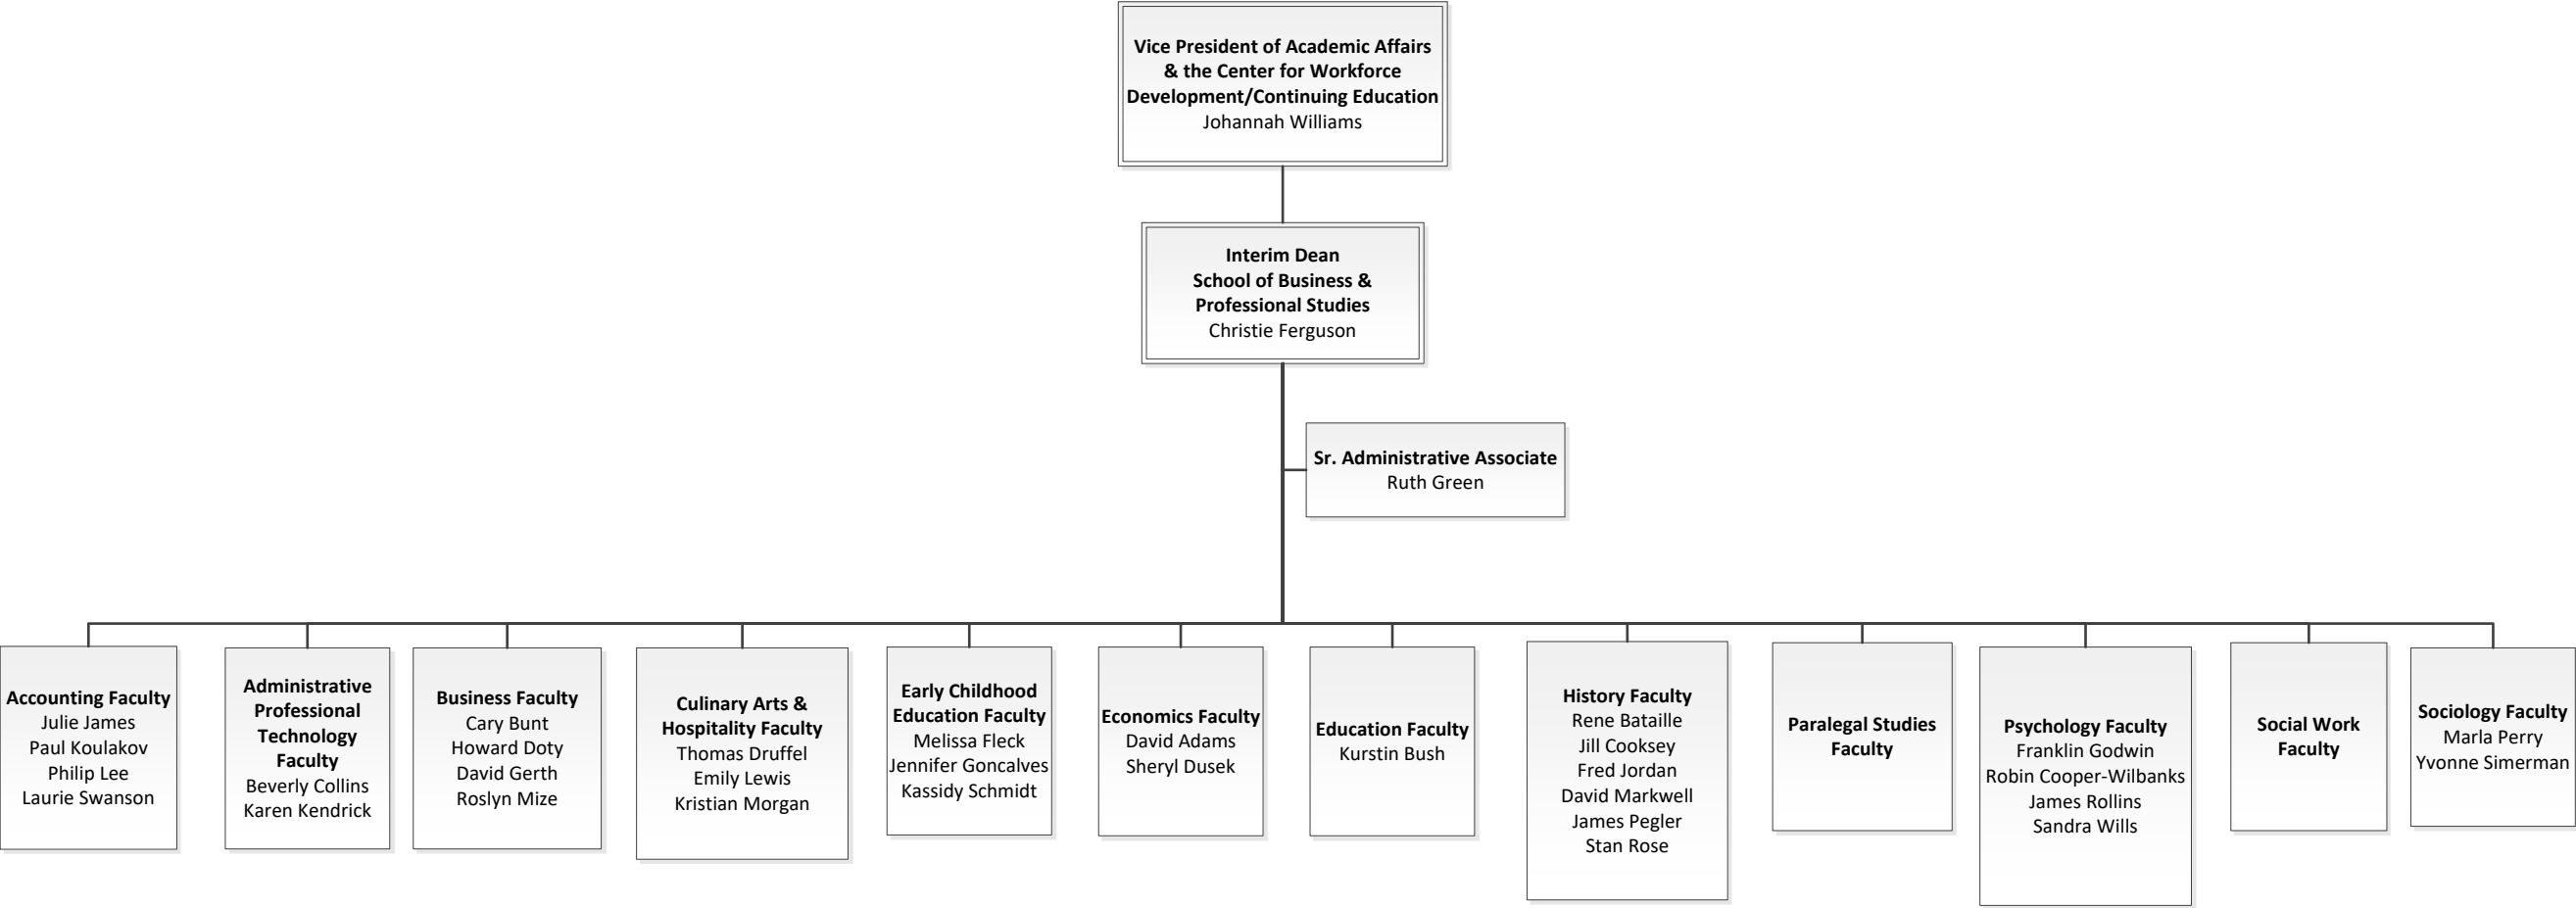 Vice President of Academic Affairs
& the Center for Workforce
Development/Continuing Education
Johannah Williams
Interim Dean
School of Business &
Professional Studies
Christie Ferguson
Sr. Administrative Associate
Ruth Green
Accounting Faculty
Julie James
Paul Koulakov
Philip Lee
Laurie Swanson
Administrative
Professional
Technology
Faculty
Beverly Collins
Karen Kendrick
Business Faculty
Cary Bunt
Howard Doty
David Gerth
Roslyn Mize
Culinary Arts &
Hospitality Faculty
Thomas Druffel
Emily Lewis
Kristian Morgan
Early Childhood
Education Faculty
Melissa Fleck
Jennifer Goncalves
Kassidy Schmidt
Economics Faculty
David Adams
Sheryl Dusek
Education Faculty
Kurstin Bush
History Faculty
Rene Bataille
Jill Cooksey
Fred Jordan
David Markwell
James Pegler
Stan Rose
Paralegal Studies
Faculty
Psychology Faculty
Franklin Godwin
Robin Cooper-Wilbanks
James Rollins
Sandra Wills
Social Work
Faculty
Sociology Faculty
Marla Perry
Yvonne Simerman